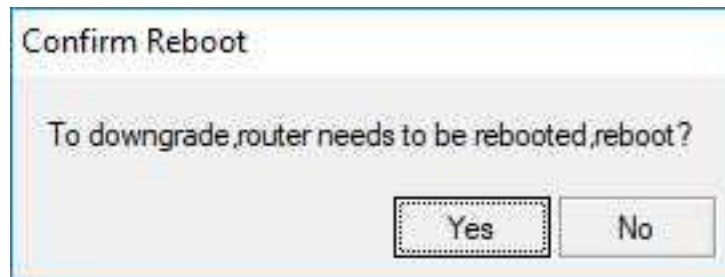 Confirm Reboot
To downgrade,router needs to be rebooted,reboot?
Yes No